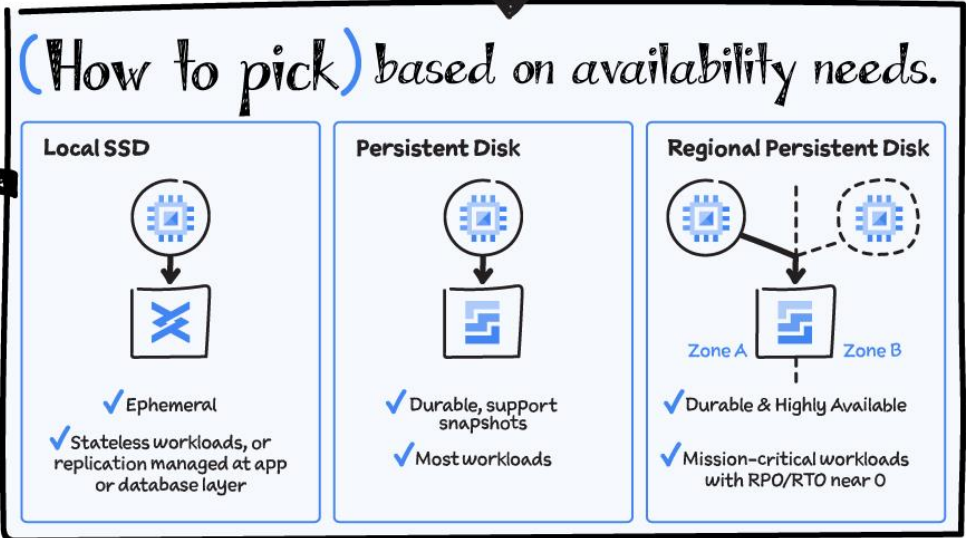 (How to pick) based on availability needs.
Local SSD
Ephemeral
Stateless workloads, or
replication managed at app
or database layer
Persistent Disk
Durable, support
snapshots
Most workloads
Regional Persistent Disk
Zone A
Zone B
Durable & Highly Available
Mission-critical workloads
with RPO/RTO near 0